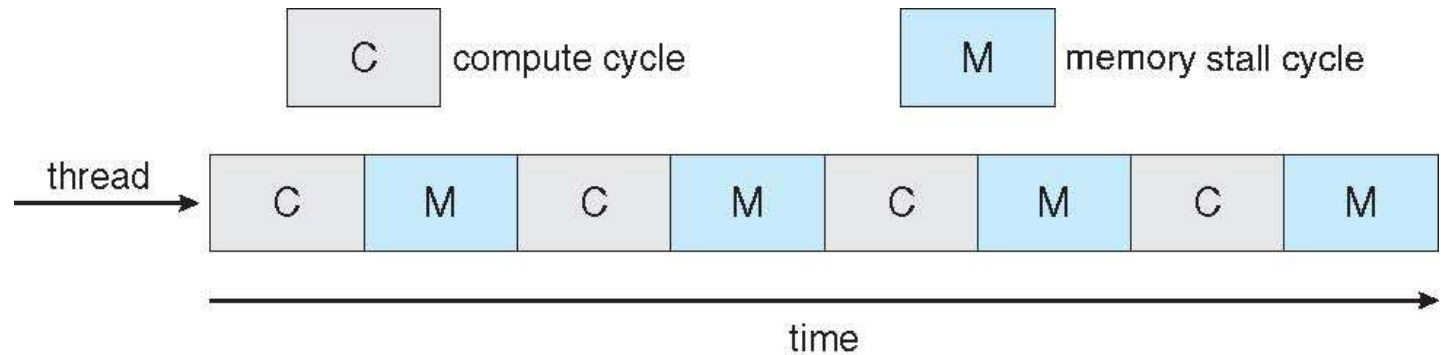 C compute cycle M memory stall cycle
thread
C M C M C M C M
time